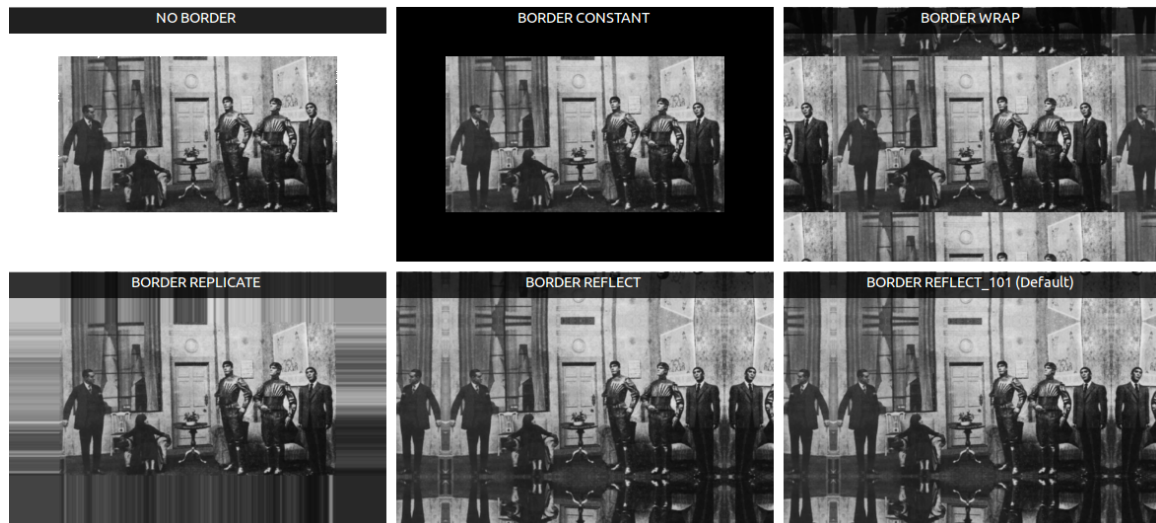 NO BORDER
BORDER CONSTANT
BORDER WRAP
BORDER REPLICATE
BORDER REFLECT
BORDER REFLECT_101 (Default)